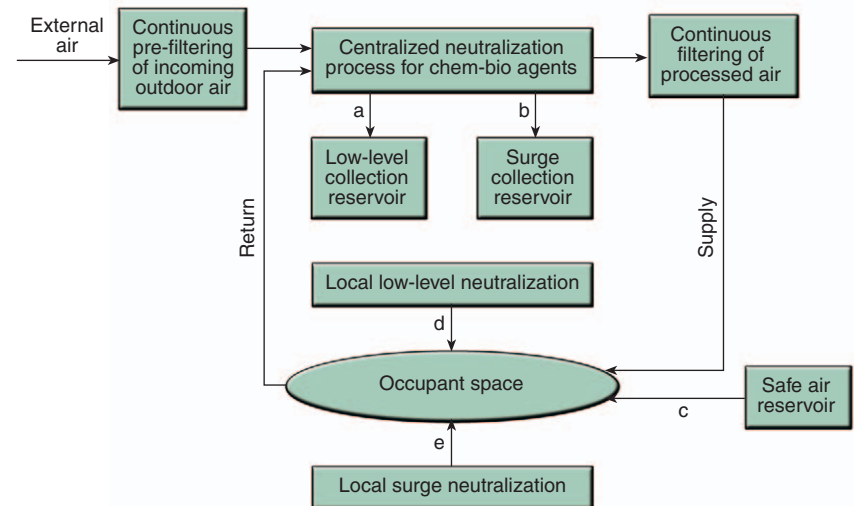 External
air
Continuous
pre-filtering
of incoming
outdoor air
Centralized neutralization
process for chem-bio agents
Continuous
filtering of
processed air
a
b
Low-level
collection
reservoir
Surge
collection
reservoir
Return
Supply
Local low-level neutralization
d
Occupant space
Safe air
reservoir
c
e
Local surge neutralization